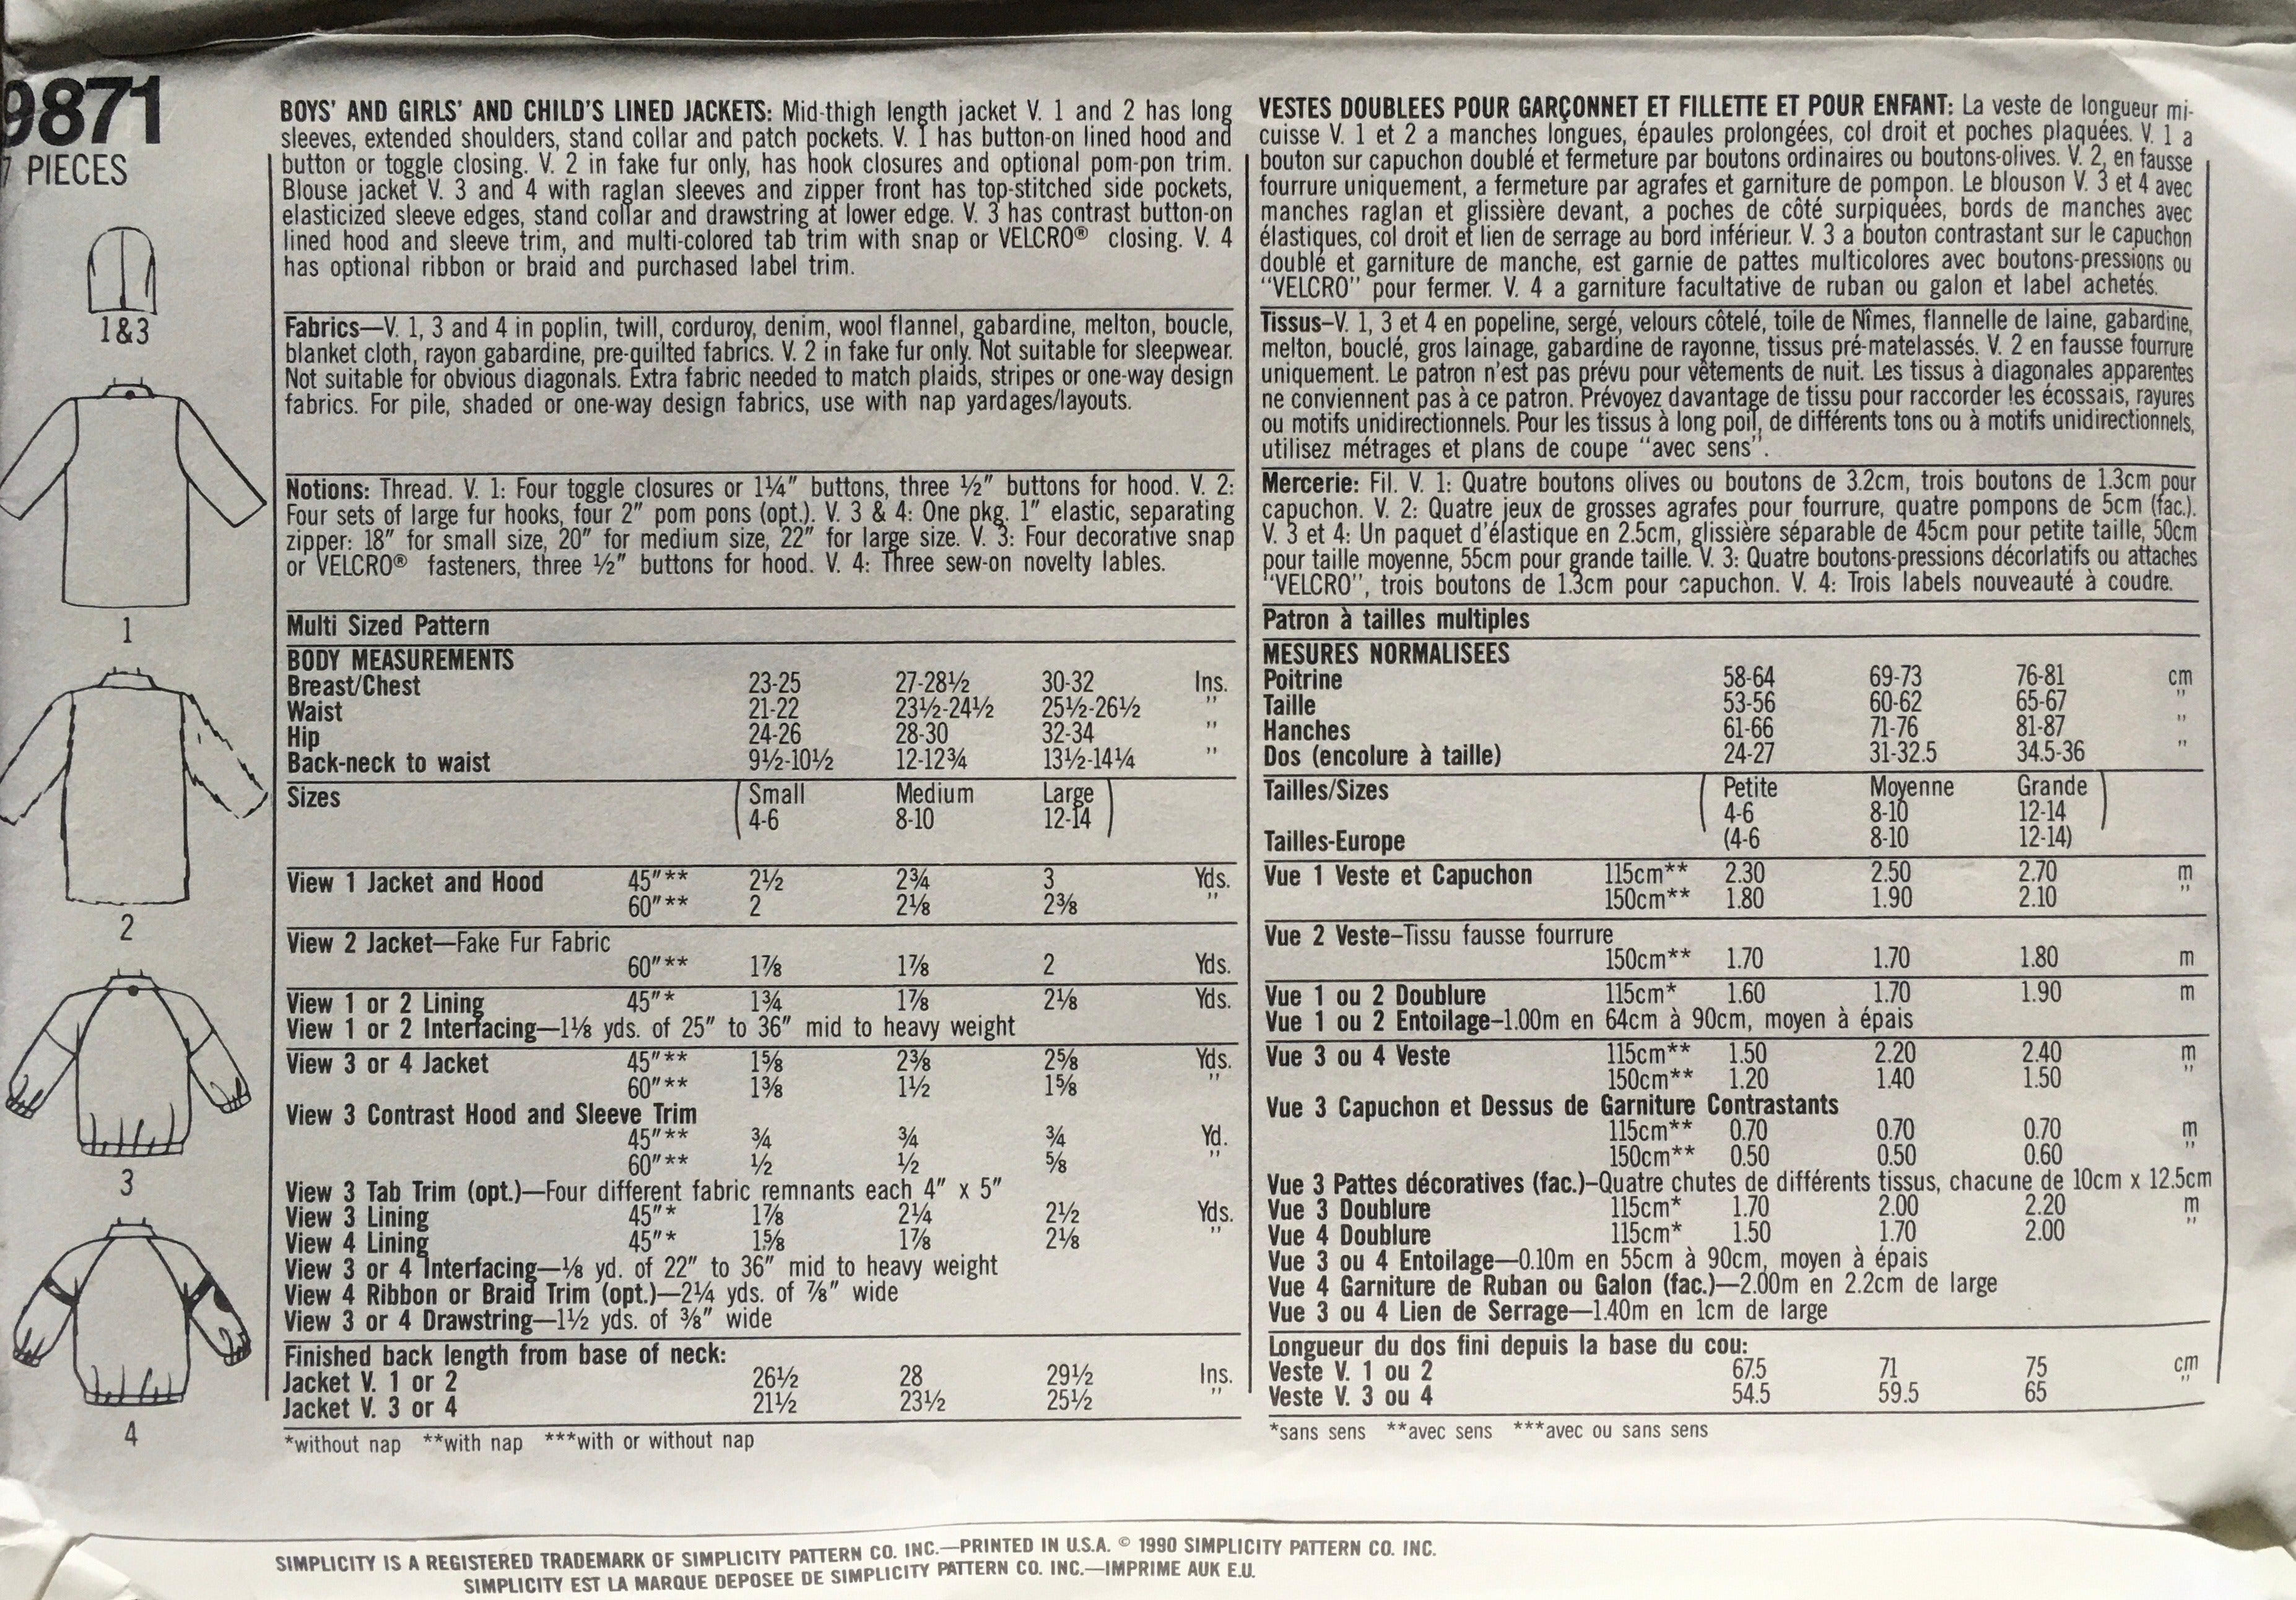 9871
7 PIECES
1&3
1
2
3
4
BOYS' AND GIRLS' AND CHILD'S LINED JACKETS: Mid-thigh length jacket V. 1 and 2 has long
sleeves, extended shoulders, stand collar and patch pockets. V. 1 has button-on lined hood and
button or toggle closing. V. 2 in fake fur only, has hook closures and optional pom-pon trim.
Blouse jacket V. 3 and 4 with raglan sleeves and zipper front has top-stitched side pockets,
elasticized sleeve edges, stand collar and drawstring at lower edge. V. 3 has contrast button-on
lined hood and sleeve trim, and multi-colored tab trim with snap or VELCRO® closing. V. 4
has optional ribbon or braid and purchased label trim.
Fabrics—V. 1, 3 and 4 in poplin, twill, corduroy, denim, wool flannel, gabardine, melton, boucle,
blanket cloth, rayon gabardine, pre-quilted fabrics. V. 2 in fake fur only. Not suitable for sleepwear.
Not suitable for obvious diagonals. Extra fabric needed to match plaids, stripes or one-way design
fabrics. For pile, shaded or one-way design fabrics, use with nap yardages/layouts.
Notions: Thread. V. 1: Four toggle closures or 1¼″ buttons, three ½″ buttons for hood. V. 2:
Four sets of large fur hooks, four 2″ pom pons (opt.). V. 3 & 4: One pkg. 1″ elastic, separating
zipper: 18″ for small size, 20″ for medium size, 22″ for large size. V. 3: Four decorative snap
or VELCRO® fasteners, three ½″ buttons for hood. V. 4: Three sew-on novelty lables.
Multi Sized Pattern
BODY MEASUREMENTS
Breast/Chest 23-25 27-28½ 30-32 Ins.
Waist 21-22 23½-24½ 25½-26½ ″
Hip 24-26 28-30 32-34 ″
Back-neck to waist 9½-10½ 12-12¾ 13½-14¼ ″
Sizes (Small Medium Large)
4-6 8-10 12-14
View 1 Jacket and Hood 45″** 2½ 2¾ 3 Yds.
60″** 2 2⅛ 2⅜ ″
View 2 Jacket—Fake Fur Fabric
60″** 1⅞ 1⅞ 2 Yds.
View 1 or 2 Lining 45″* 1¾ 1⅞ 2⅛ Yds.
View 1 or 2 Interfacing—1⅛ yds. of 25″ to 36″ mid to heavy weight
View 3 or 4 Jacket 45″** 1⅝ 2⅜ 2⅝ Yds.
60″** 1⅜ 1½ 1⅝ ″
View 3 Contrast Hood and Sleeve Trim
45″** ¾ ¾ ¾ Yd.
60″** ½ ½ ⅝ ″
View 3 Tab Trim (opt.)—Four different fabric remnants each 4″ x 5″
View 3 Lining 45″* 1⅞ 2¼ 2½ Yds.
View 4 Lining 45″* 1⅝ 1⅞ 2⅛ ″
View 3 or 4 Interfacing—⅛ yd. of 22″ to 36″ mid to heavy weight
View 4 Ribbon or Braid Trim (opt.)—2¼ yds. of ⅞″ wide
View 3 or 4 Drawstring—1½ yds. of ⅜″ wide
Finished back length from base of neck:
Jacket V. 1 or 2 26½ 28 29½ Ins.
Jacket V. 3 or 4 21½ 23½ 25½ ″
*without nap **with nap ***with or without nap
VESTES DOUBLEES POUR GARÇONNET ET FILLETTE ET POUR ENFANT: La veste de longueur mi-
cuisse V. 1 et 2 a manches longues, épaules prolongées, col droit et poches plaquées. V. 1 a
bouton sur capuchon doublé et fermeture par boutons ordinaires ou boutons-olives. V. 2, en fausse
fourrure uniquement, a fermeture par agrafes et garniture de pompon. Le blouson V. 3 et 4 avec
manches raglan et glissière devant, a poches de côté surpiquées, bords de manches avec
élastiques, col droit et lien de serrage au bord inférieur. V. 3 a bouton contrastant sur le capuchon
doublé et garniture de manche, est garnie de pattes multicolores avec boutons-pressions ou
"VELCRO" pour fermer. V. 4 a garniture facultative de ruban ou galon et label achetés.
Tissus–V. 1, 3 et 4 en popeline, sergé, velours côtelé, toile de Nîmes, flannelle de laine, gabardine,
melton, bouclé, gros lainage, gabardine de rayonne, tissus pré-matelassés. V. 2 en fausse fourrure
uniquement. Le patron n'est pas prévu pour vêtements de nuit. Les tissus à diagonales apparentes
ne conviennent pas à ce patron. Prévoyez davantage de tissu pour raccorder les écossais, rayures
ou motifs unidirectionnels. Pour les tissus à long poil, de différents tons ou à motifs unidirectionnels,
utilisez métrages et plans de coupe "avec sens".
Mercerie: Fil. V. 1: Quatre boutons olives ou boutons de 3.2cm, trois boutons de 1.3cm pour
capuchon. V. 2: Quatre jeux de grosses agrafes pour fourrure, quatre pompons de 5cm (fac.).
V. 3 et 4: Un paquet d'élastique en 2.5cm, glissière séparable de 45cm pour petite taille, 50cm
pour taille moyenne, 55cm pour grande taille. V. 3: Quatre boutons-pressions décorlatifs ou attaches
"VELCRO", trois boutons de 1.3cm pour capuchon. V. 4: Trois labels nouveauté à coudre.
Patron à tailles multiples
MESURES NORMALISEES
Poitrine 58-64 69-73 76-81 cm
Taille 53-56 60-62 65-67 ″
Hanches 61-66 71-76 81-87 ″
Dos (encolure à taille) 24-27 31-32.5 34.5-36 ″
Tailles/Sizes (Petite Moyenne Grande)
4-6 8-10 12-14
Tailles-Europe (4-6 8-10 12-14)
Vue 1 Veste et Capuchon 115cm** 2.30 2.50 2.70 m
150cm** 1.80 1.90 2.10 ″
Vue 2 Veste–Tissu fausse fourrure
150cm** 1.70 1.70 1.80 m
Vue 1 ou 2 Doublure 115cm* 1.60 1.70 1.90 m
Vue 1 ou 2 Entoilage–1.00m en 64cm à 90cm, moyen à épais
Vue 3 ou 4 Veste 115cm** 1.50 2.20 2.40 m
150cm** 1.20 1.40 1.50 ″
Vue 3 Capuchon et Dessus de Garniture Contrastants
115cm** 0.70 0.70 0.70 m
150cm** 0.50 0.50 0.60 ″
Vue 3 Pattes décoratives (fac.)–Quatre chutes de différents tissus, chacune de 10cm x 12.5cm
Vue 3 Doublure 115cm* 1.70 2.00 2.20 m
Vue 4 Doublure 115cm* 1.50 1.70 2.00 ″
Vue 3 ou 4 Entoilage—0.10m en 55cm à 90cm, moyen à épais
Vue 4 Garniture de Ruban ou Galon (fac.)—2.00m en 2.2cm de large
Vue 3 ou 4 Lien de Serrage—1.40m en 1cm de large
Longueur du dos fini depuis la base du cou:
Veste V. 1 ou 2 67.5 71 75 cm
Veste V. 3 ou 4 54.5 59.5 65 ″
*sans sens **avec sens ***avec ou sans sens
SIMPLICITY IS A REGISTERED TRADEMARK OF SIMPLICITY PATTERN CO. INC.—PRINTED IN U.S.A. © 1990 SIMPLICITY PATTERN CO. INC.
SIMPLICITY EST LA MARQUE DEPOSEE DE SIMPLICITY PATTERN CO. INC.—IMPRIME AUK E.U.